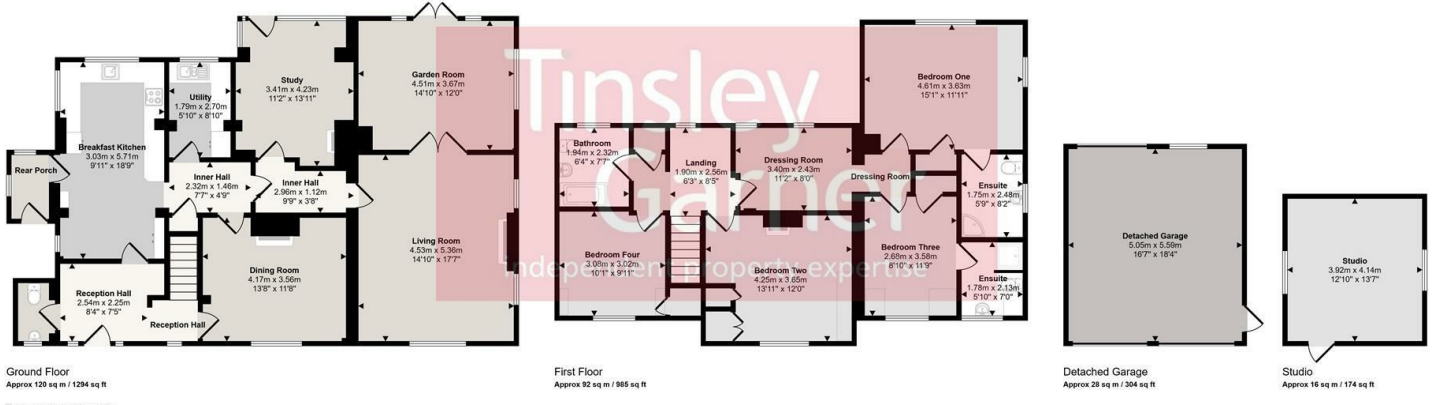 Tinsley
Garner
independent property expertise
Breakfast Kitchen
3.03m x 5.71m
9'11" x 18'9"
Utility
1.79m x 2.70m
5'10" x 8'10"
Study
3.41m x 4.23m
11'2" x 13'11"
Garden Room
4.51m x 3.67m
14'10" x 12'0"
Rear Porch
Inner Hall
2.32m x 1.46m
7'7" x 4'9"
Inner Hall
2.96m x 1.12m
9'9" x 3'8"
Living Room
4.53m x 5.36m
14'10" x 17'7"
Dining Room
4.17m x 3.56m
13'8" x 11'8"
Reception Hall
2.54m x 2.25m
8'4" x 7'5"
Reception Hall
Ground Floor
Approx 120 sq m / 1294 sq ft
Bathroom
1.94m x 2.32m
6'4" x 7'7"
Landing
1.90m x 2.56m
6'3" x 8'5"
Dressing Room
3.40m x 2.43m
11'2" x 8'0"
Bedroom One
4.61m x 3.63m
15'1" x 11'11"
Dressing Room
Ensuite
1.75m x 2.48m
5'9" x 8'2"
Bedroom Four
3.08m x 3.02m
10'1" x 9'11"
Bedroom Two
4.25m x 3.65m
13'11" x 12'0"
Bedroom Three
2.68m x 3.58m
8'10" x 11'9"
Ensuite
1.78m x 2.13m
5'10" x 7'0"
First Floor
Approx 92 sq m / 985 sq ft
Detached Garage
5.05m x 5.59m
16'7" x 18'4"
Detached Garage
Approx 28 sq m / 304 sq ft
Studio
3.92m x 4.14m
12'10" x 13'7"
Studio
Approx 16 sq m / 174 sq ft